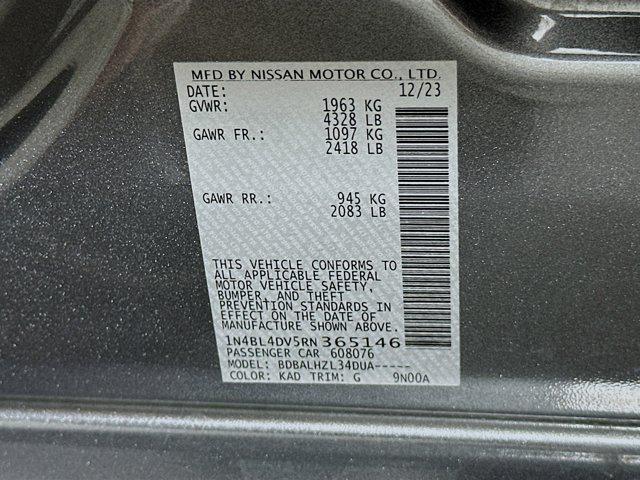 MFD BY NISSAN MOTOR CO., LTD.
DATE: 12/23
GVWR: 1963 KG
4328 LB
GAWR FR.: 1097 KG
2418 LB
GAWR RR.: 945 KG
2083 LB
THIS VEHICLE CONFORMS TO
ALL APPLICABLE FEDERAL
MOTOR VEHICLE SAFETY,
BUMPER, AND THEFT
PREVENTION STANDARDS IN
EFFECT ON THE DATE OF
MANUFACTURE SHOWN ABOVE.
1N4BL4DV5RN365146
PASSENGER CAR 608076
MODEL: BDBALHZL34DUA-----
COLOR: KAD TRIM: G 9N00A